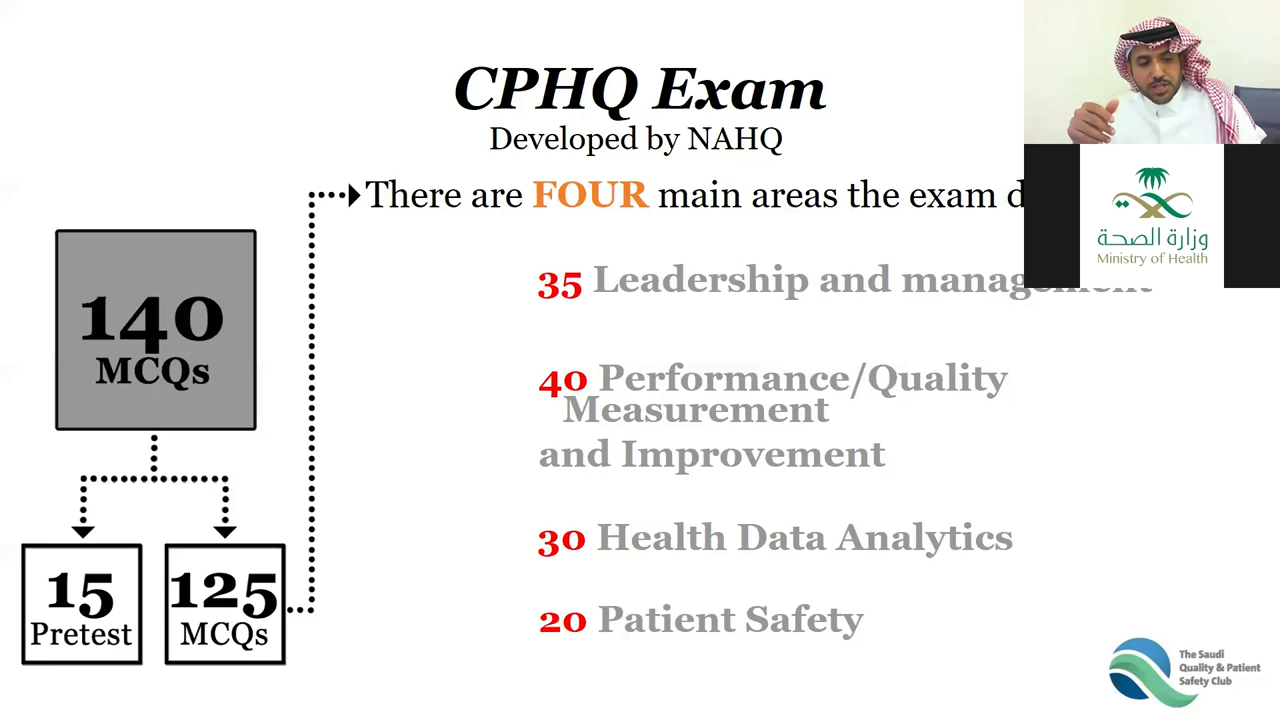 CPHQ Exam
Developed by NAHQ
There are FOUR main areas the exam
35 Leadership and management
140
MCQs
40 Performance/Quality
Measurement
and Improvement
30 Health Data Analytics
15
Pretest
125
MCQs
20 Patient Safety
وزارة الصحة
Ministry of Health
The Saudi
Quality & Patient
Safety Club